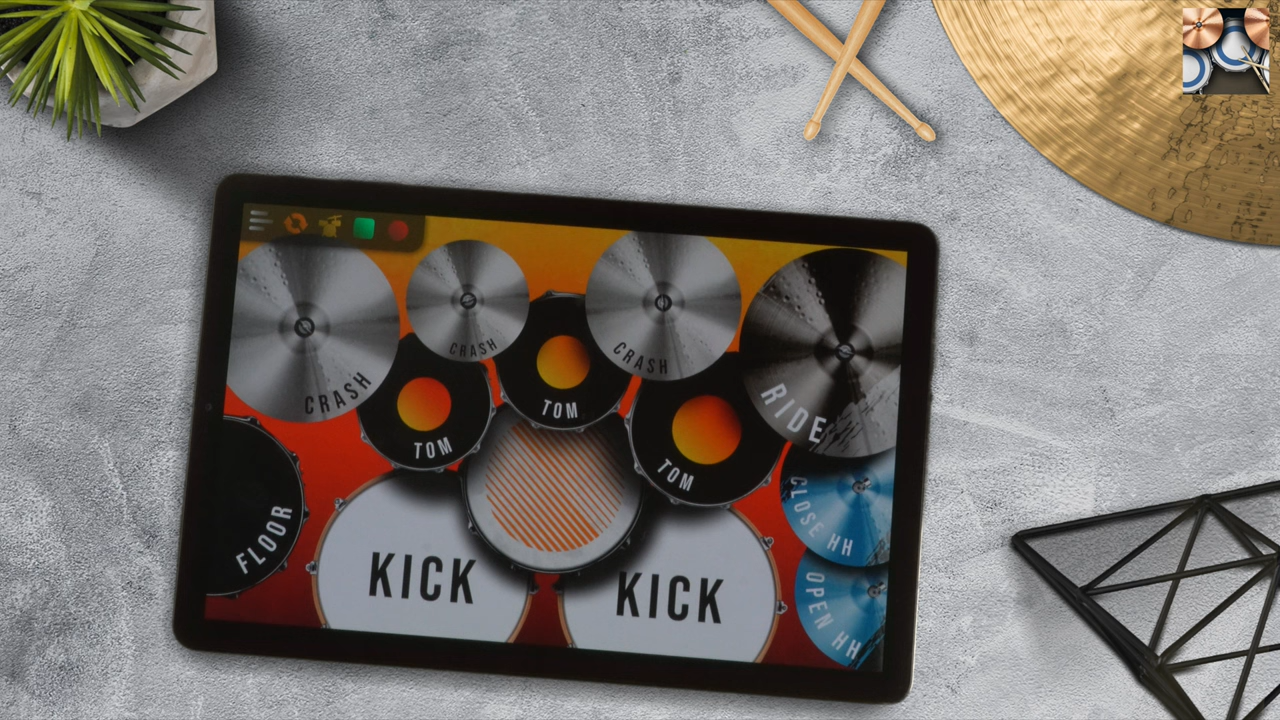 CRASH
CRASH
CRASH
RIDE
TOM
TOM
TOM
CLOSE HH
FLOOR
KICK
KICK
OPEN HH